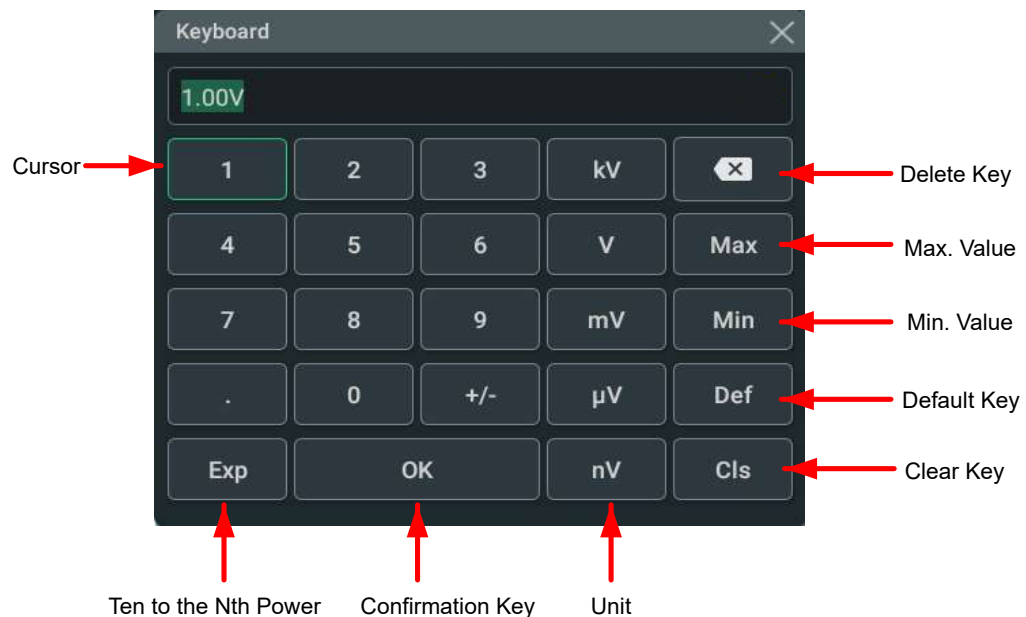 Keyboard
1.00V
Cursor 1 2 3 kV Delete Key
4 5 6 V Max Max. Value
7 8 9 mV Min Min. Value
. 0 +/- µV Def Default Key
Exp OK nV Cls Clear Key
Ten to the Nth Power Confirmation Key Unit